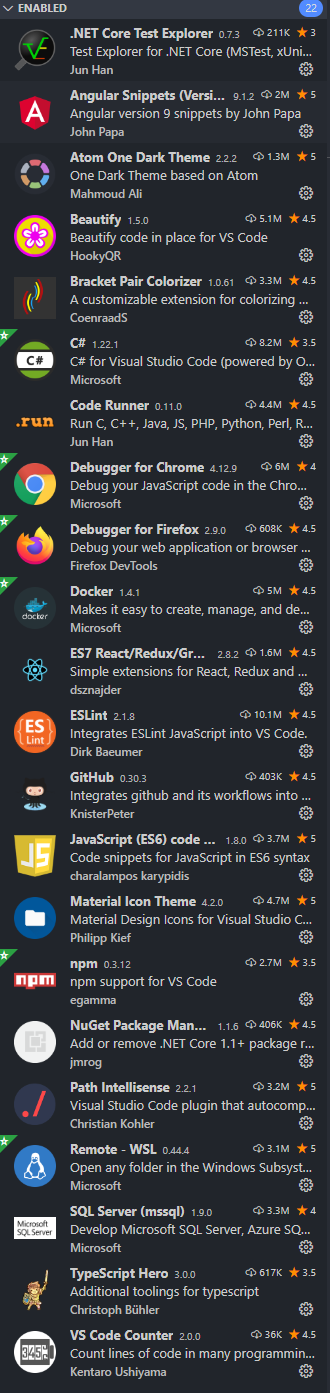 ENABLED 22
.NET Core Test Explorer 0.7.3 211K 3
Test Explorer for .NET Core (MSTest, xUni...
Jun Han
Angular Snippets (Versi... 9.1.2 2M 5
Angular version 9 snippets by John Papa
John Papa
Atom One Dark Theme 2.2.2 1.3M 5
One Dark Theme based on Atom
Mahmoud Ali
Beautify 1.5.0 5.1M 4.5
Beautify code in place for VS Code
HookyQR
Bracket Pair Colorizer 1.0.61 3.3M 4.5
A customizable extension for colorizing ...
CoenraadS
C# C# 1.22.1 8.2M 3.5
C# for Visual Studio Code (powered by O...
Microsoft
.run Code Runner 0.11.0 4.4M 4.5
Run C, C++, Java, JS, PHP, Python, Perl, R...
Jun Han
Debugger for Chrome 4.12.9 6M 4
Debug your JavaScript code in the Chro...
Microsoft
Debugger for Firefox 2.9.0 608K 4.5
Debug your web application or browser ...
Firefox DevTools
Docker 1.4.1 5M 4.5
Makes it easy to create, manage, and de...
docker
Microsoft
ES7 React/Redux/Gr... 2.8.2 1.6M 4.5
Simple extensions for React, Redux and ...
dsznajder
ES Lint ESLint 2.1.8 10.1M 4.5
Integrates ESLint JavaScript into VS Code.
Dirk Baeumer
GitHub 0.30.3 403K 4.5
Integrates github and its workflows into ...
KnisterPeter
JS JavaScript (ES6) code ... 1.8.0 3.7M 5
Code snippets for JavaScript in ES6 syntax
charalampos karypidis
Material Icon Theme 4.2.0 4.7M 5
Material Design Icons for Visual Studio C...
Philipp Kief
npm npm 0.3.12 2.7M 3.5
npm support for VS Code
egamma
NuGet Package Man... 1.1.6 406K 4.5
Add or remove .NET Core 1.1+ package r...
jmrog
./ Path Intellisense 2.2.1 3.2M 5
Visual Studio Code plugin that autocomp...
Christian Kohler
Remote - WSL 0.44.4 3.1M 5
Open any folder in the Windows Subsyst...
Microsoft
Microsoft SQL Server SQL Server (mssql) 1.9.0 3.3M 4
Develop Microsoft SQL Server, Azure SQ...
Microsoft
TypeScript Hero 3.0.0 617K 3.5
Additional toolings for typescript
Christoph Bühler
345 VS Code Counter 2.0.0 36K 4.5
Count lines of code in many programmin...
Kentaro Ushiyama